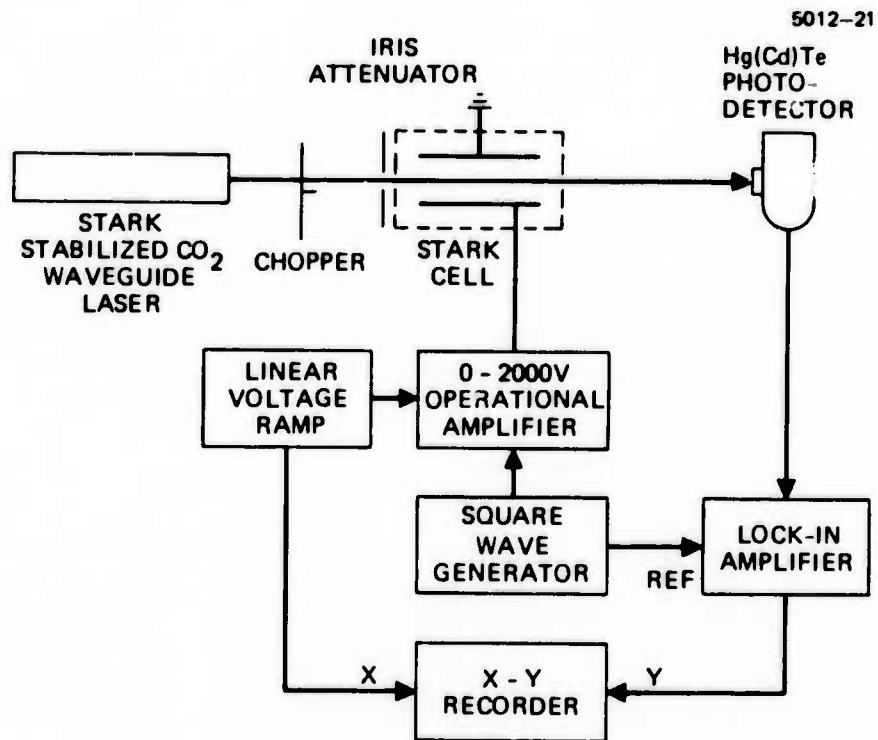 5012-21
IRIS
ATTENUATOR
Hg(Cd)Te
PHOTO-
DETECTOR
STARK
STABILIZED CO2
WAVEGUIDE
LASER
CHOPPER
STARK
CELL
LINEAR
VOLTAGE
RAMP
0 - 2000V
OPERATIONAL
AMPLIFIER
SQUARE
WAVE
GENERATOR
REF
LOCK-IN
AMPLIFIER
X
X - Y
RECORDER
Y